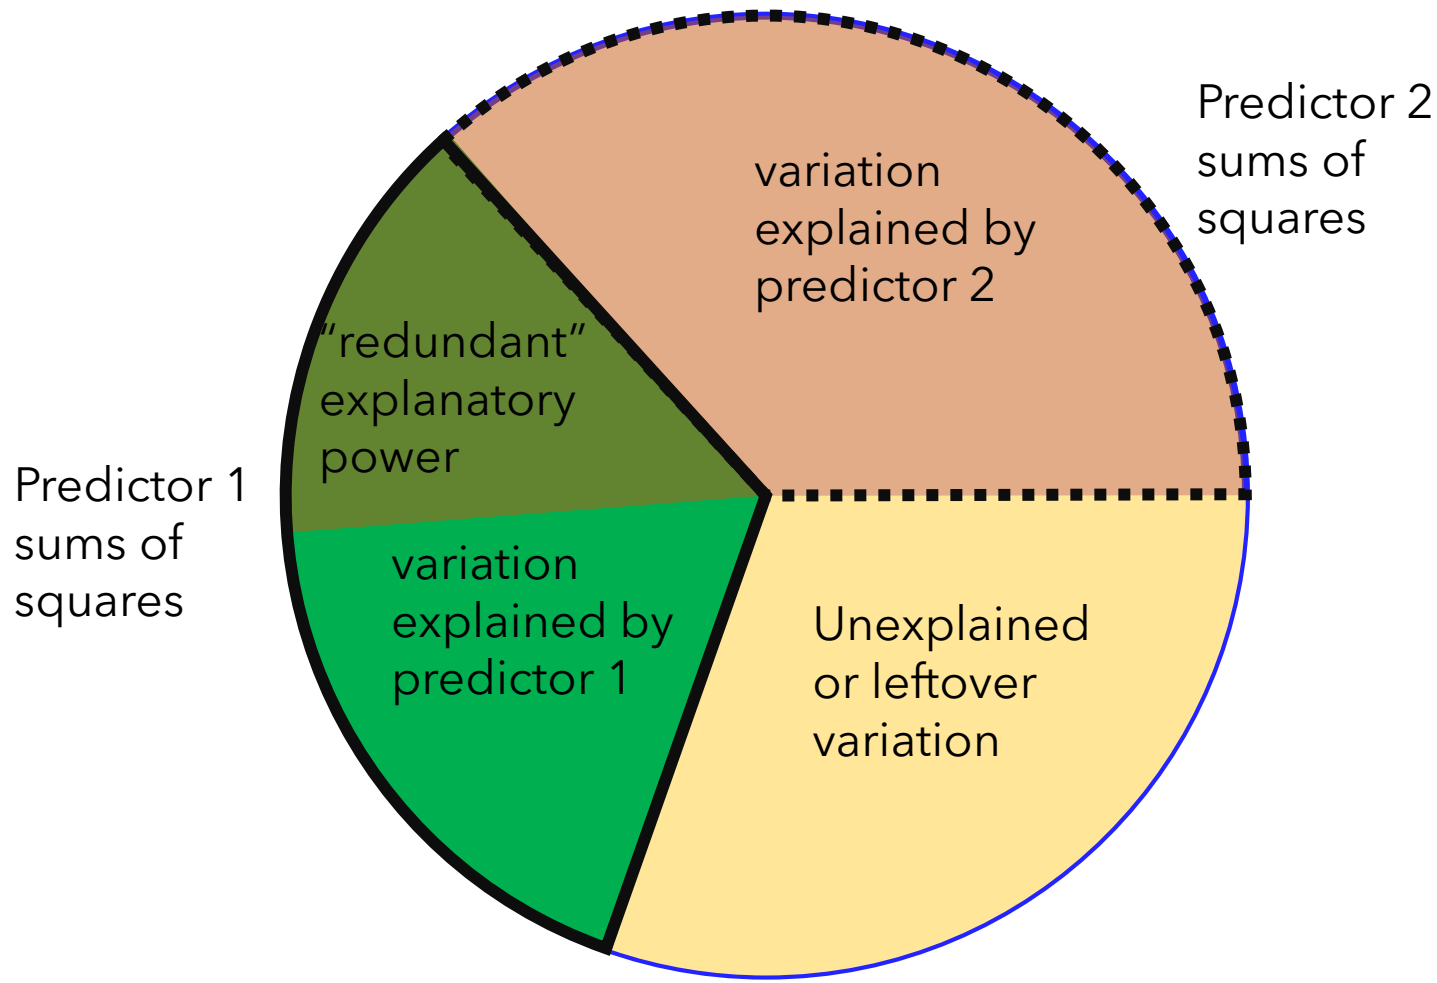 variation
explained by
predictor 2
Predictor 2
sums of
squares
“redundant”
explanatory
power
Predictor 1
sums of
squares
variation
explained by
predictor 1
Unexplained
or leftover
variation